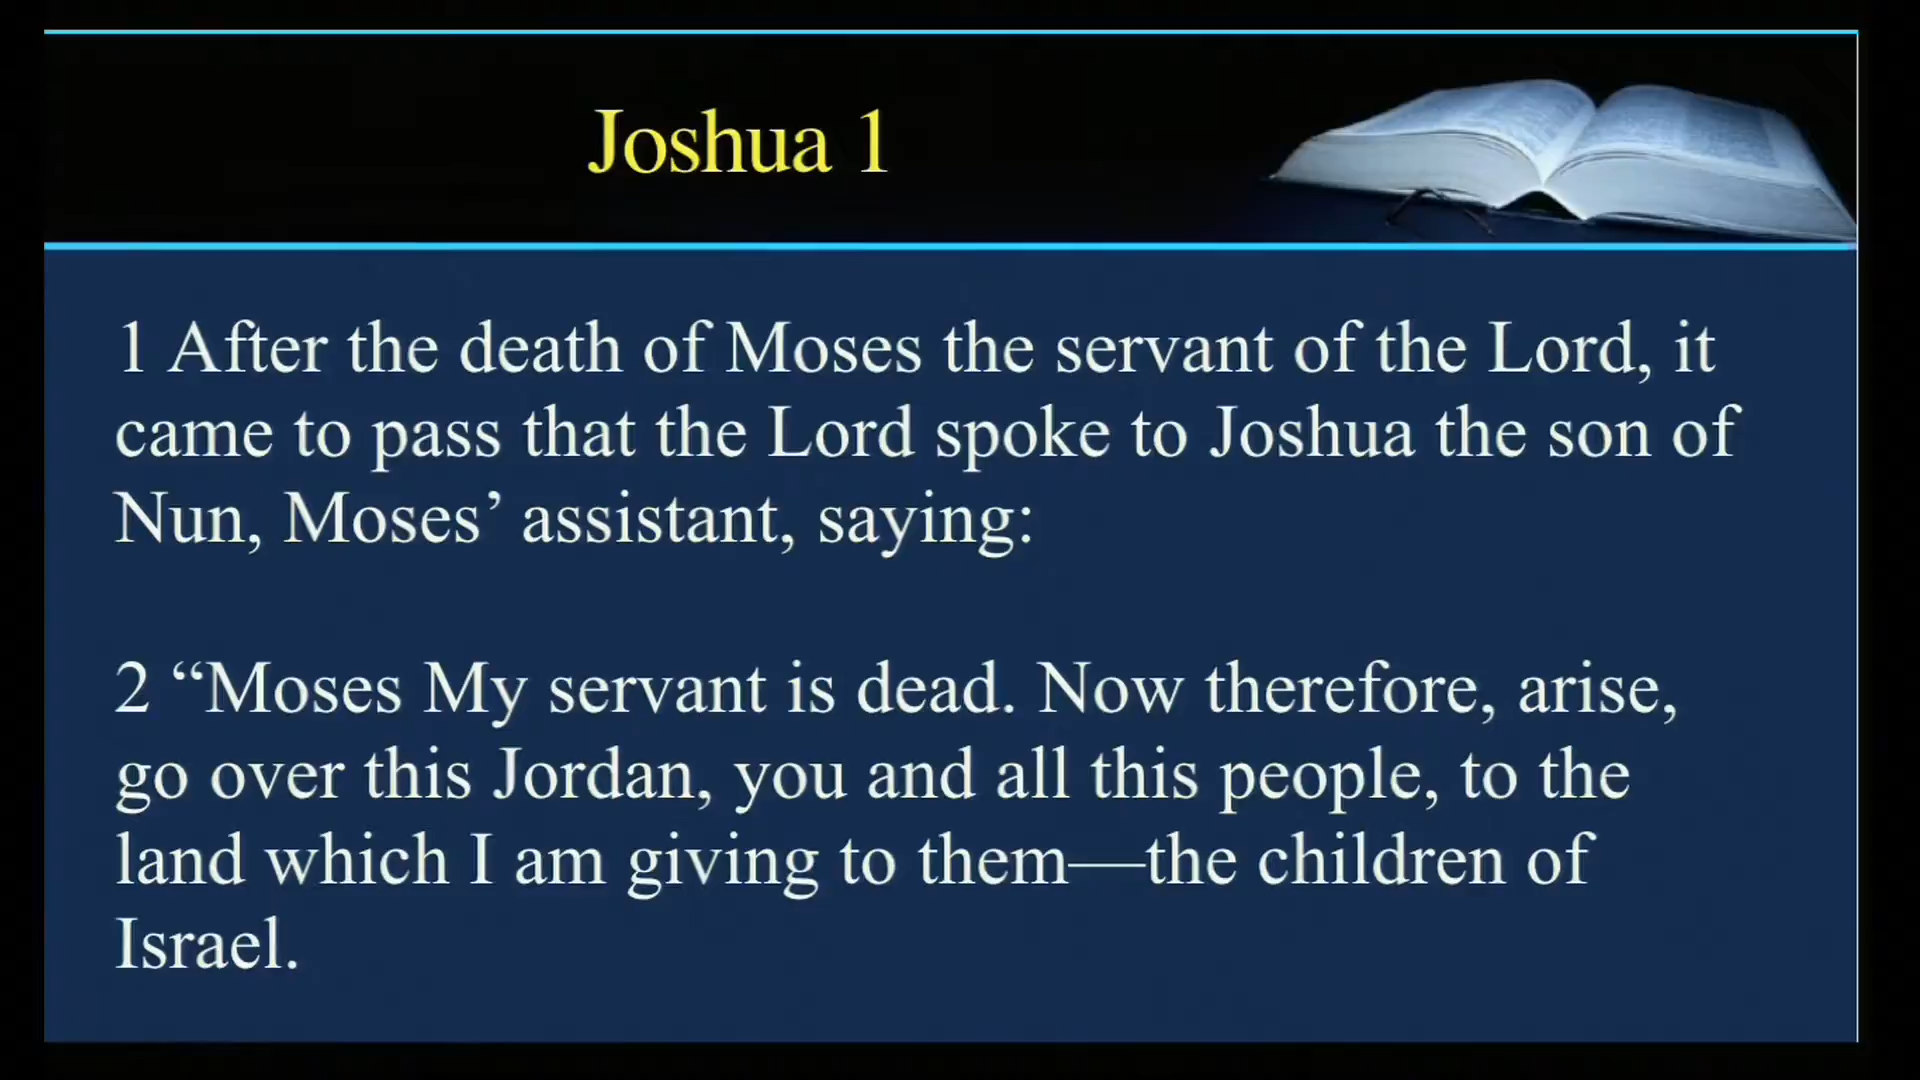 Joshua 1
1 After the death of Moses the servant of the Lord, it
came to pass that the Lord spoke to Joshua the son of
Nun, Moses’ assistant, saying:
2 “Moses My servant is dead. Now therefore, arise,
go over this Jordan, you and all this people, to the
land which I am giving to them—the children of
Israel.